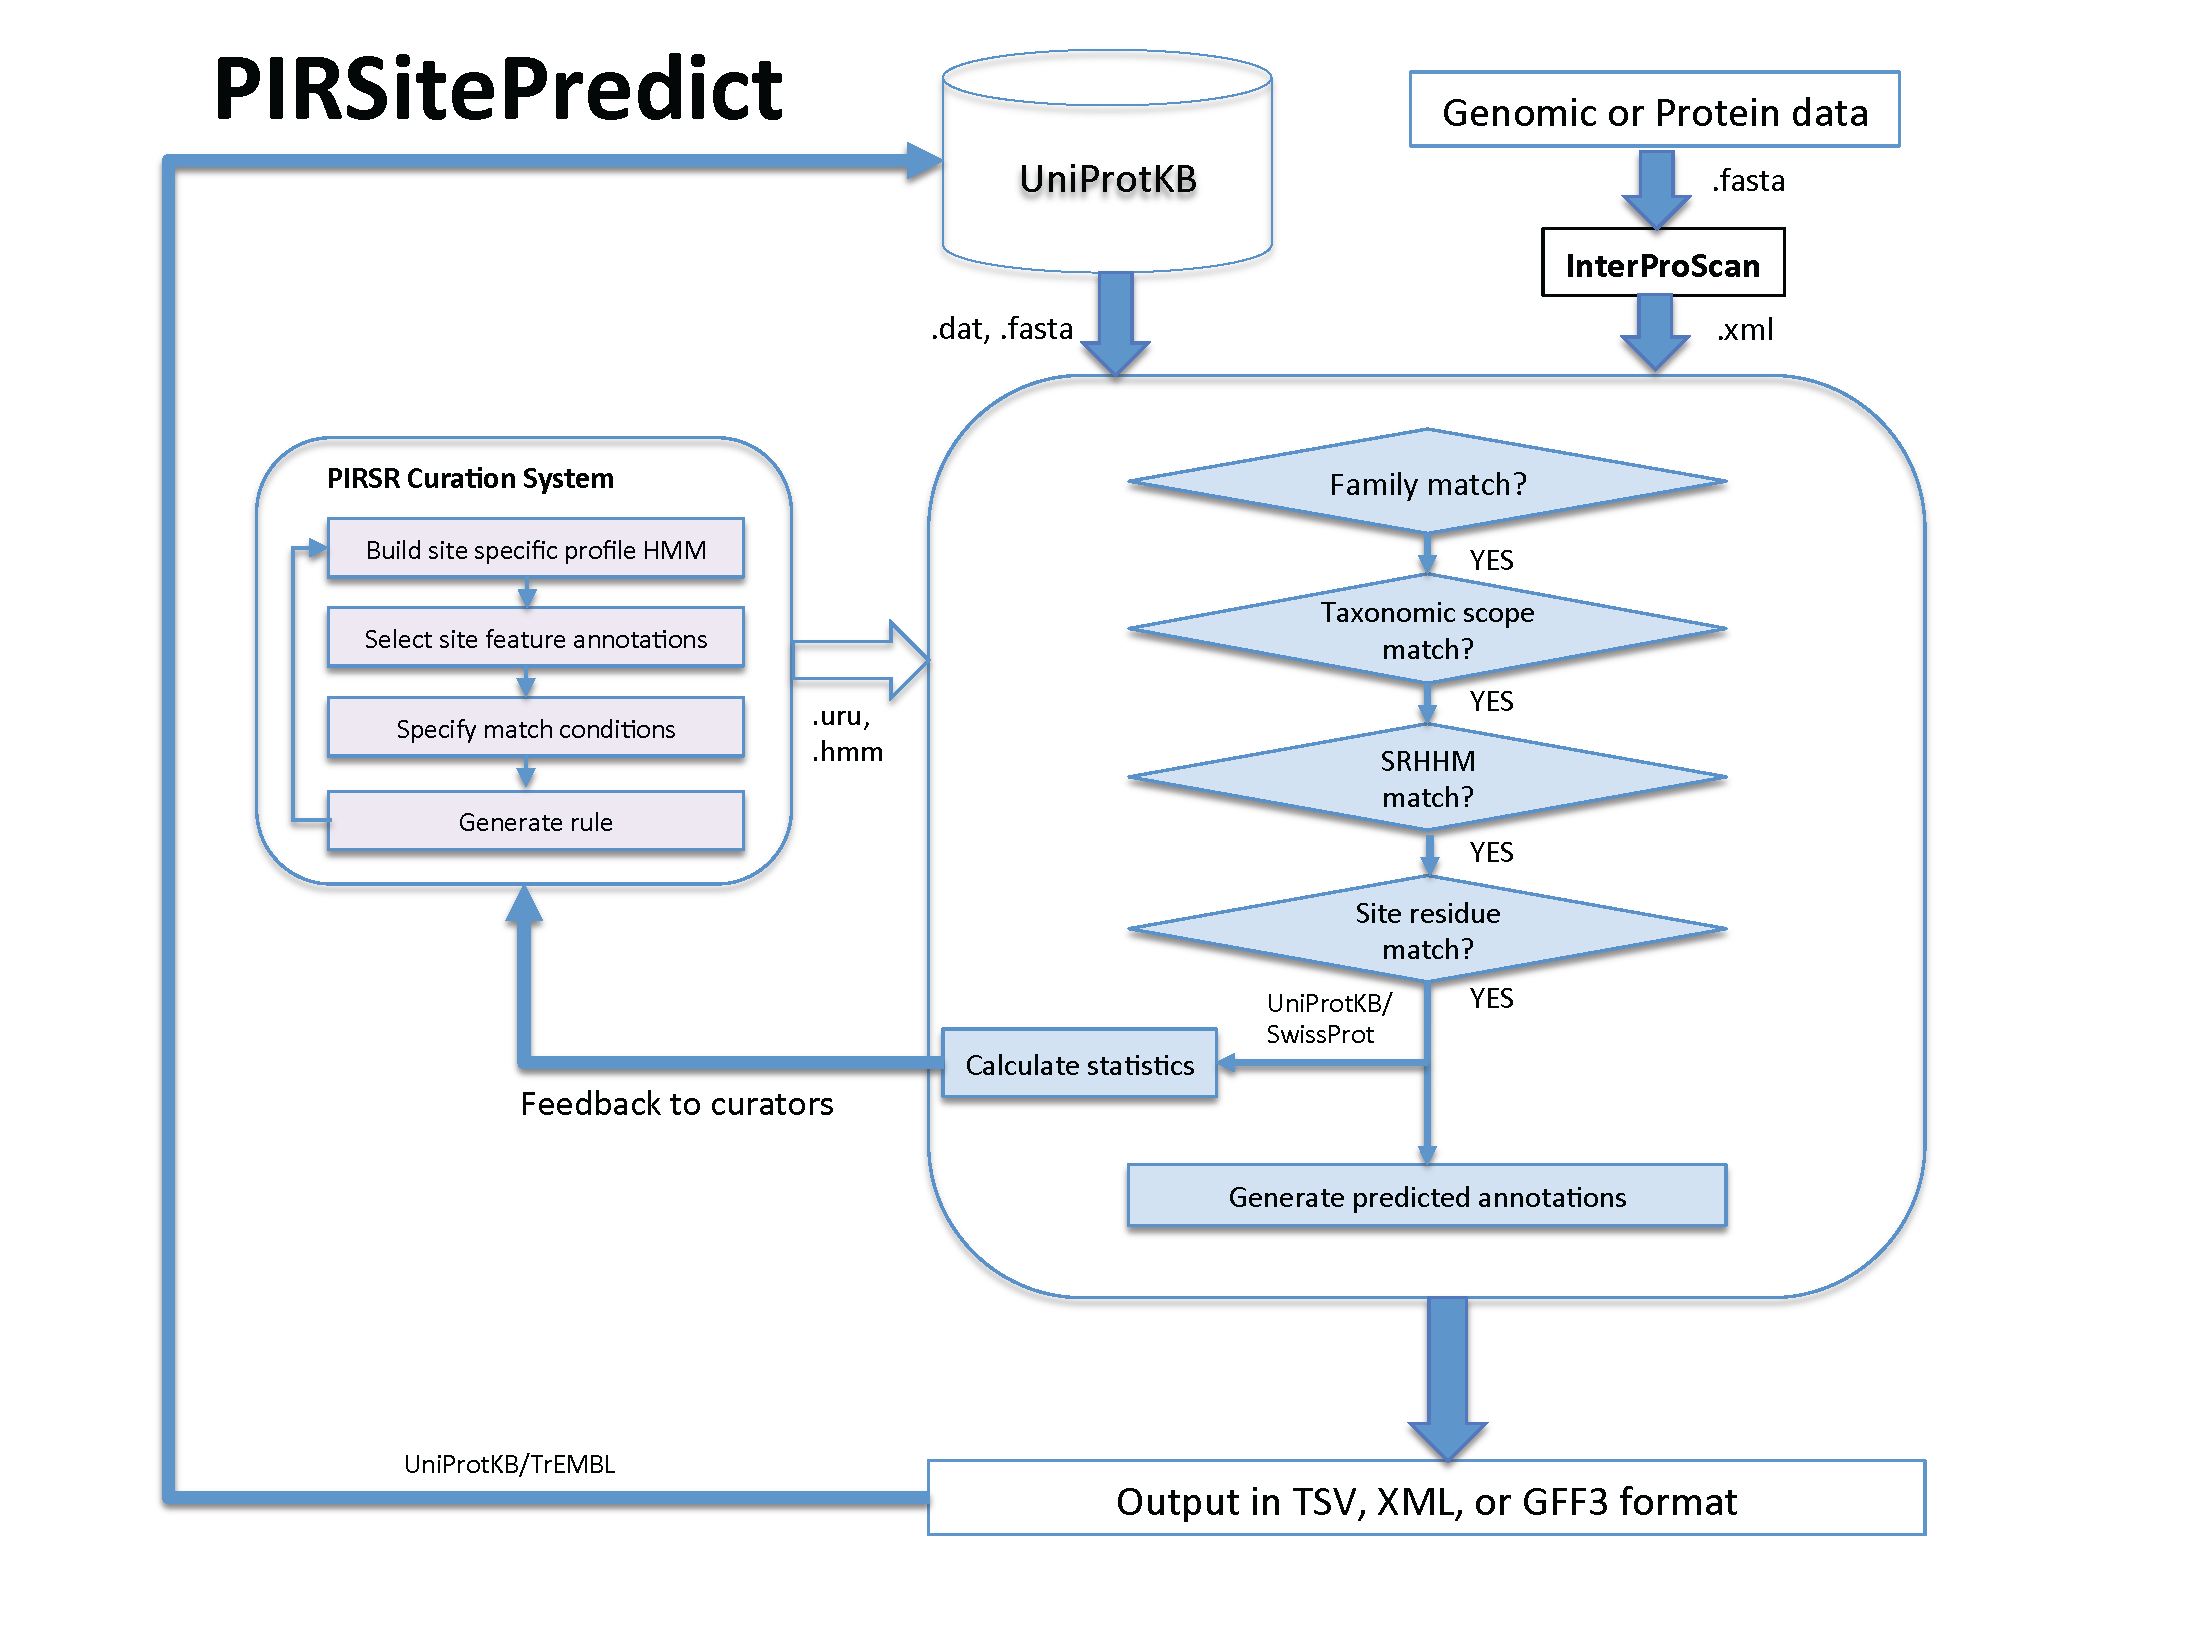 PIRSitePredict
UniProtKB
Genomic or Protein data
.fasta
InterProScan
.dat, .fasta
.xml
PIRSR Curation System
Build site specific profile HMM
Select site feature annotations
Specify match conditions
Generate rule
.uru,
.hmm
Family match?
YES
Taxonomic scope
match?
YES
SRHHM
match?
YES
Site residue
match?
YES
UniProtKB/
SwissProt
Calculate statistics
Feedback to curators
Generate predicted annotations
UniProtKB/TrEMBL
Output in TSV, XML, or GFF3 format